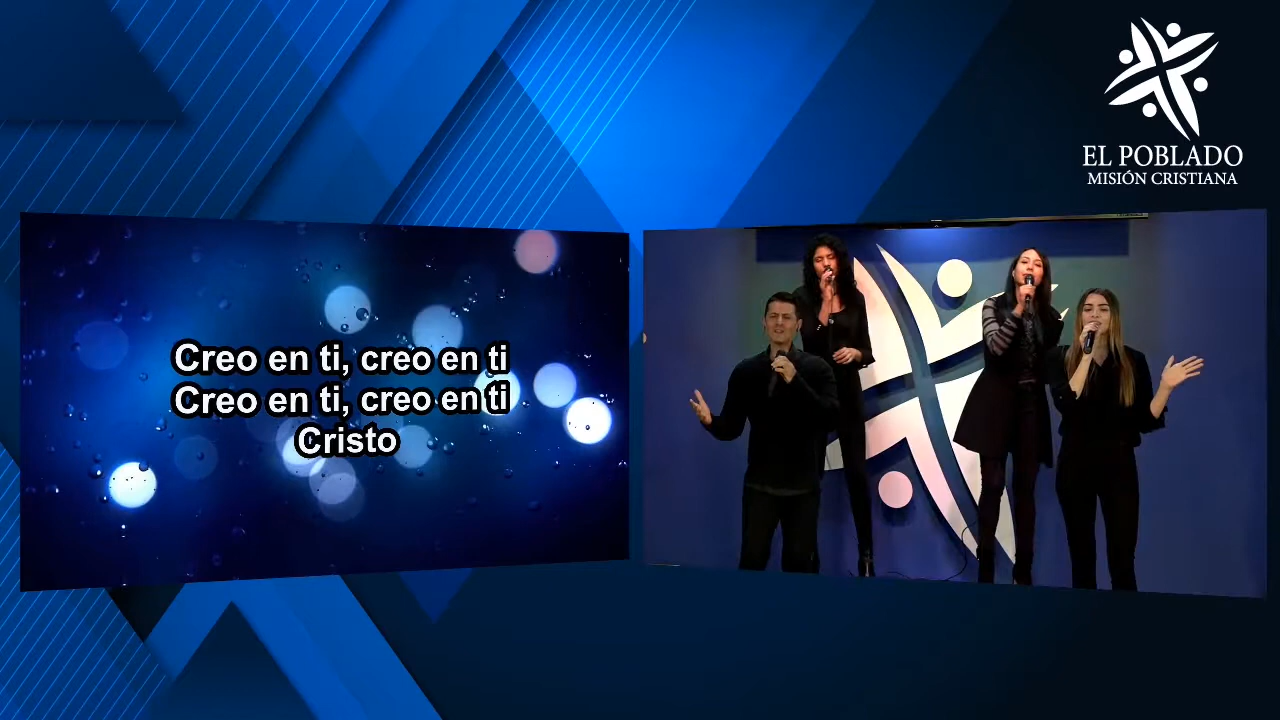 EL POBLADO
MISIÓN CRISTIANA
Creo en ti, creo en ti
Creo en ti, creo en ti
Cristo